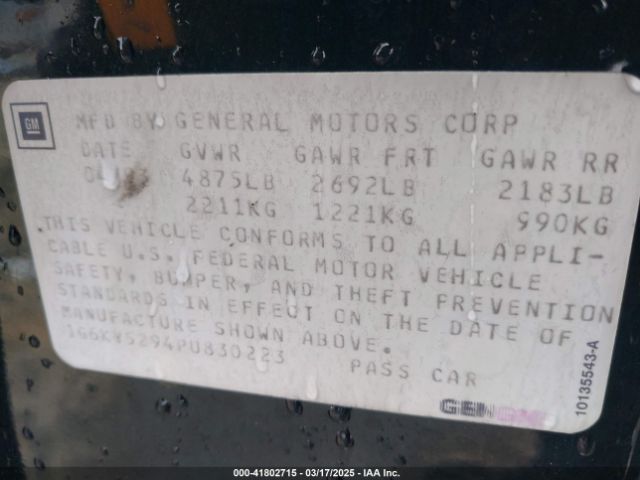 GM
MFD BY GENERAL MOTORS CORP
DATE GVWR GAWR FRT GAWR RR
4875LB 2692LB 2183LB
2211KG 1221KG 990KG
THIS VEHICLE CONFORMS TO ALL APPLI-
CABLE U.S. FEDERAL MOTOR VEHICLE
SAFETY, BUMPER, AND THEFT PREVENTION
STANDARDS IN EFFECT ON THE DATE OF
MANUFACTURE SHOWN ABOVE.
1G6KY5294PU830223 PASS CAR
10135543-A
000-41802715 - 03/17/2025 - IAA Inc.